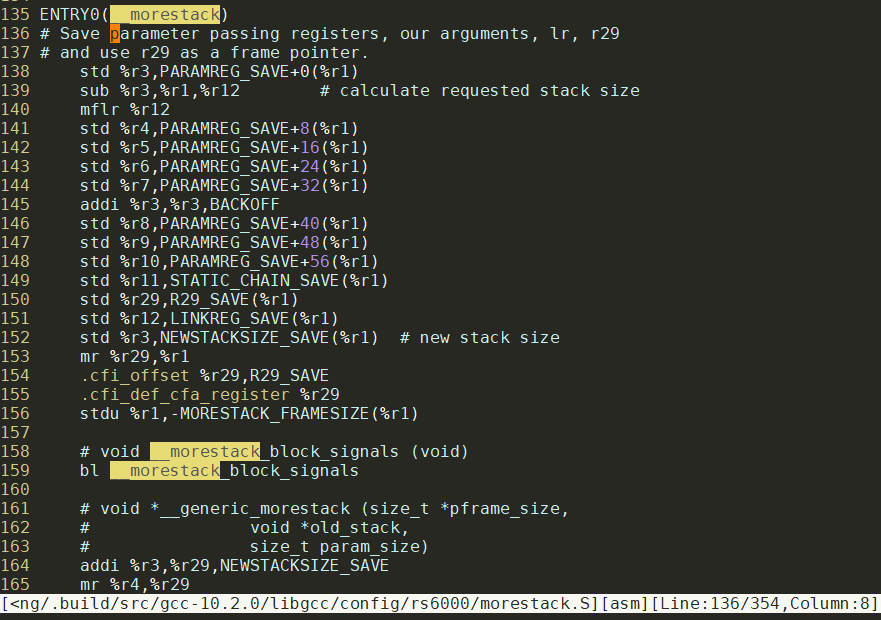 135 ENTRY0(__morestack)
136 # Save parameter passing registers, our arguments, lr, r29
137 # and use r29 as a frame pointer.
138     std %r3,PARAMREG_SAVE+0(%r1)
139     sub %r3,%r1,%r12        # calculate requested stack size
140     mflr %r12
141     std %r4,PARAMREG_SAVE+8(%r1)
142     std %r5,PARAMREG_SAVE+16(%r1)
143     std %r6,PARAMREG_SAVE+24(%r1)
144     std %r7,PARAMREG_SAVE+32(%r1)
145     addi %r3,%r3,BACKOFF
146     std %r8,PARAMREG_SAVE+40(%r1)
147     std %r9,PARAMREG_SAVE+48(%r1)
148     std %r10,PARAMREG_SAVE+56(%r1)
149     std %r11,STATIC_CHAIN_SAVE(%r1)
150     std %r29,R29_SAVE(%r1)
151     std %r12,LINKREG_SAVE(%r1)
152     std %r3,NEWSTACKSIZE_SAVE(%r1)  # new stack size
153     mr %r29,%r1
154     .cfi_offset %r29,R29_SAVE
155     .cfi_def_cfa_register %r29
156     stdu %r1,-MORESTACK_FRAMESIZE(%r1)
157
158     # void __morestack_block_signals (void)
159     bl __morestack_block_signals
160
161     # void *__generic_morestack (size_t *pframe_size,
162     #                void *old_stack,
163     #                size_t param_size)
164     addi %r3,%r29,NEWSTACKSIZE_SAVE
165     mr %r4,%r29
[<ng/.build/src/gcc-10.2.0/libgcc/config/rs6000/morestack.S][asm][Line:136/354,Column:8]